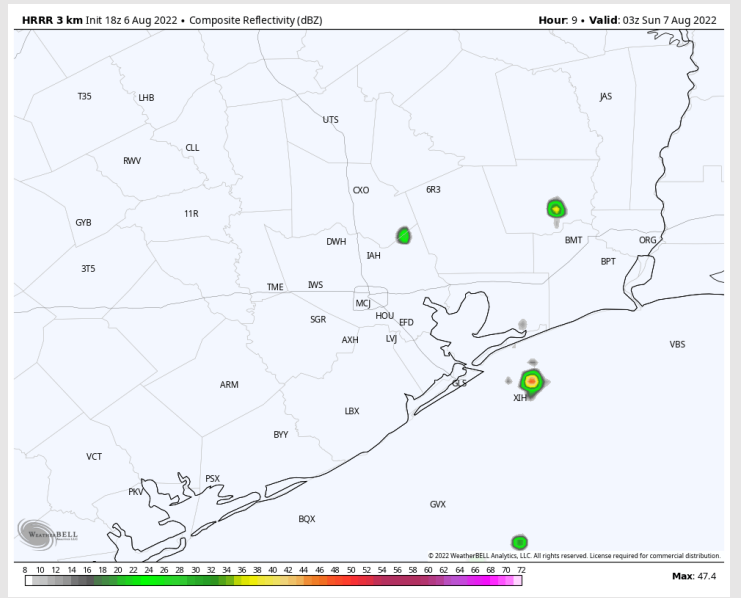 HRRR 3 km Init 18z 6 Aug 2022 • Composite Reflectivity (dBZ) Hour: 9 • Valid: 03z Sun 7 Aug 2022
T35 LHB JAS
UTS
CLL
RWV
CXO 6R3
11R
GYB
DWH BMT ORG
IAH
BPT
3T5
TME IWS
MCJ
SGR HOU EFD
AXH LVJ VBS
ARM GLS
XIH
LBX
BYY
VCT
PSX
PKV
GVX
BQX
WEATHERBELL
© 2022 WeatherBELL Analytics, LLC. All rights reserved. License required for commercial distribution.
8 10 12 14 16 18 20 22 24 26 28 30 32 34 36 38 40 42 44 46 48 50 52 54 56 58 60 62 64 66 68 70 72
Max: 47.4